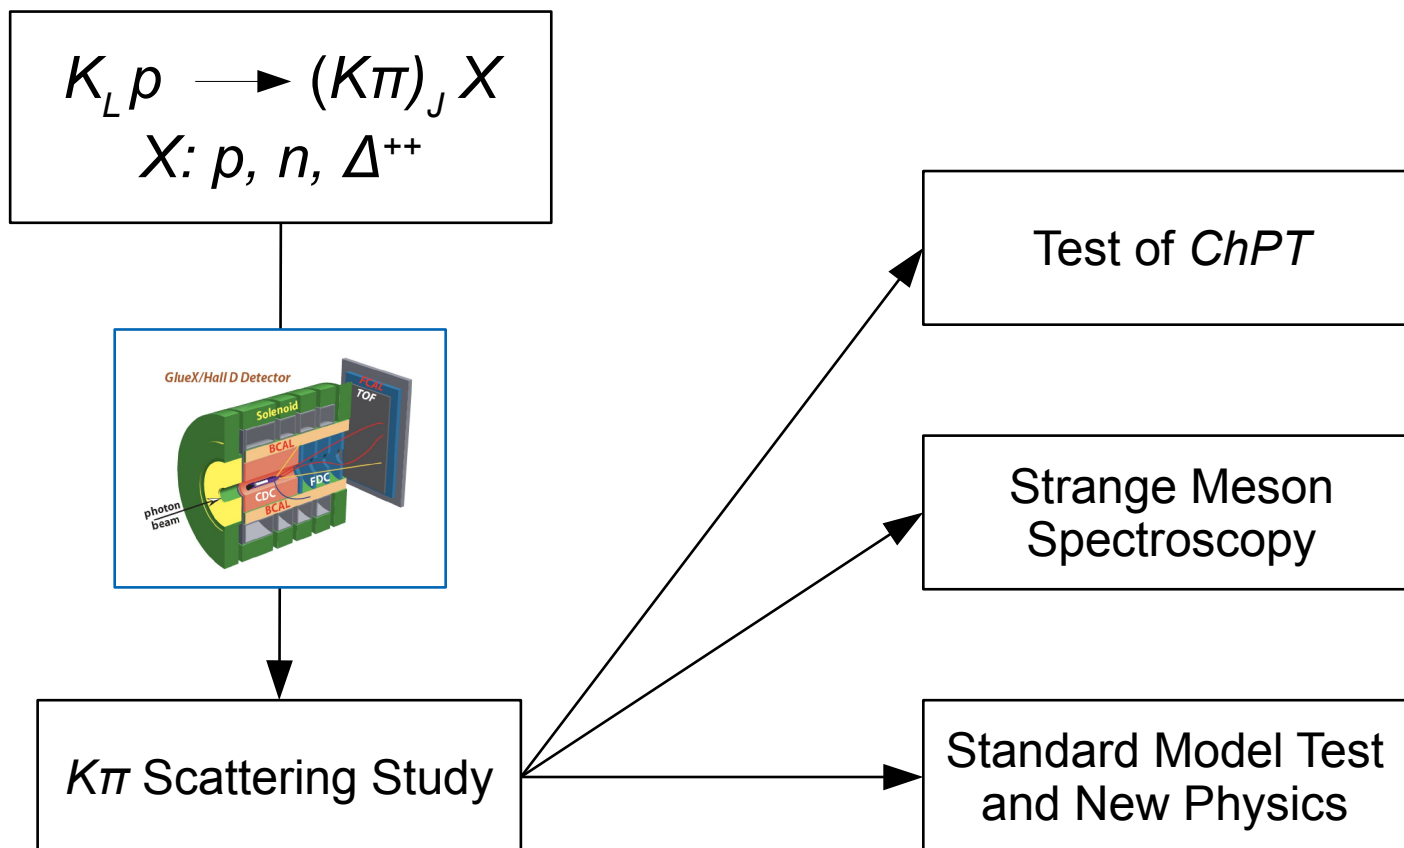 K_L p ⟶ (Kπ)_J X
X: p, n, Δ⁺⁺
GlueX/Hall D Detector
FCAL
TOF
Solenoid
BCAL
CDC
FDC
BCAL
photon
beam
Kπ Scattering Study
Test of ChPT
Strange Meson
Spectroscopy
Standard Model Test
and New Physics